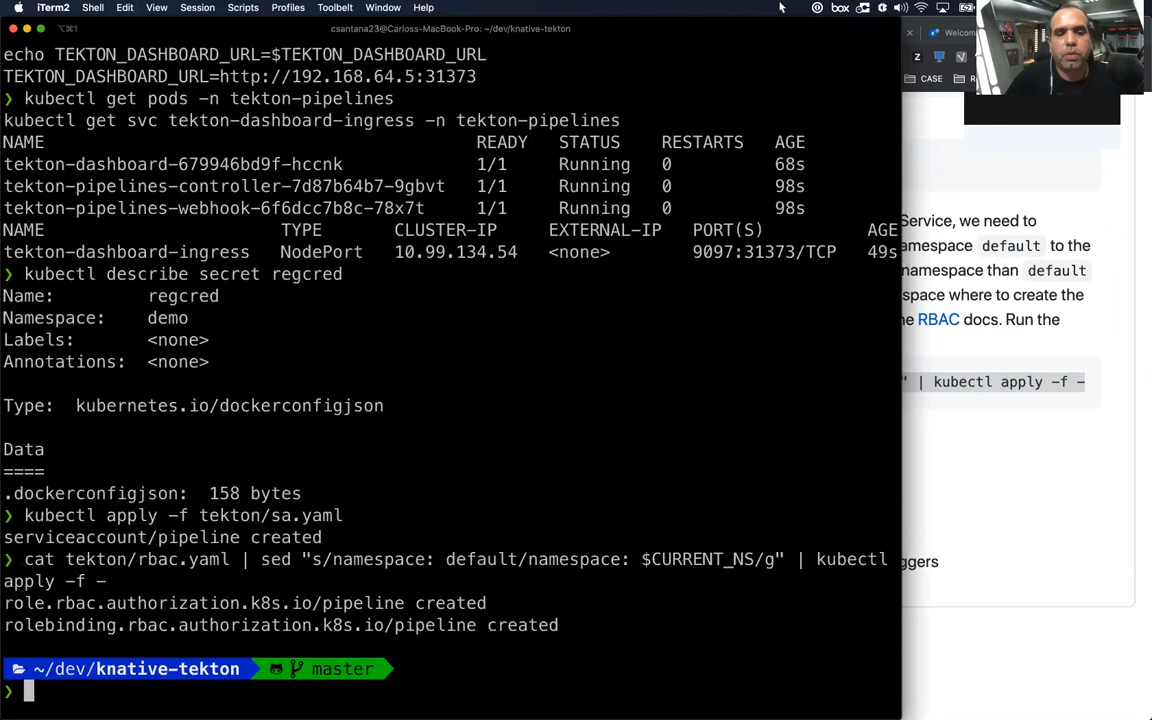 iTerm2 Shell Edit View Session Scripts Profiles Toolbelt Window Help box
⌥⌘1 csantana23@Carloss-MacBook-Pro: ~/dev/knative-tekton
echo TEKTON_DASHBOARD_URL=$TEKTON_DASHBOARD_URL
TEKTON_DASHBOARD_URL=http://192.168.64.5:31373
❯ kubectl get pods -n tekton-pipelines
kubectl get svc tekton-dashboard-ingress -n tekton-pipelines
NAME READY STATUS RESTARTS AGE
tekton-dashboard-679946bd9f-hccnk 1/1 Running 0 68s
tekton-pipelines-controller-7d87b64b7-9gbvt 1/1 Running 0 98s
tekton-pipelines-webhook-6f6dcc7b8c-78x7t 1/1 Running 0 98s
NAME TYPE CLUSTER-IP EXTERNAL-IP PORT(S) AGE
tekton-dashboard-ingress NodePort 10.99.134.54 <none> 9097:31373/TCP 49s
❯ kubectl describe secret regcred
Name: regcred
Namespace: demo
Labels: <none>
Annotations: <none>
Type: kubernetes.io/dockerconfigjson
Data
====
.dockerconfigjson: 158 bytes
❯ kubectl apply -f tekton/sa.yaml
serviceaccount/pipeline created
❯ cat tekton/rbac.yaml | sed "s/namespace: default/namespace: $CURRENT_NS/g" | kubectl
apply -f -
role.rbac.authorization.k8s.io/pipeline created
rolebinding.rbac.authorization.k8s.io/pipeline created
~/dev/knative-tekton master
❯
Welcom
Z
CASE
Service, we need to
amespace default to the
namespace than default
space where to create the
ne RBAC docs. Run the
" | kubectl apply -f -
ggers